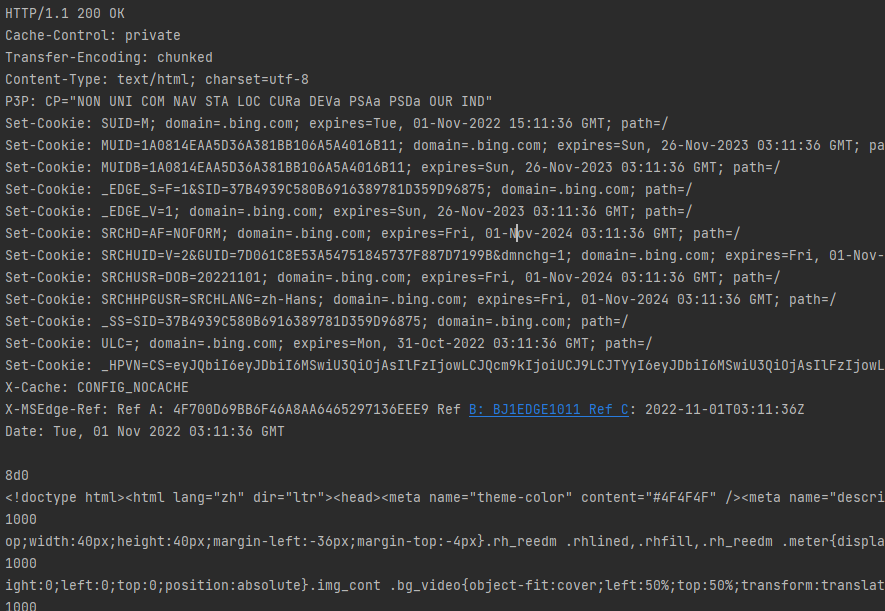 HTTP/1.1 200 OK
Cache-Control: private
Transfer-Encoding: chunked
Content-Type: text/html; charset=utf-8
P3P: CP="NON UNI COM NAV STA LOC CURa DEVa PSAa PSDa OUR IND"
Set-Cookie: SUID=M; domain=.bing.com; expires=Tue, 01-Nov-2022 15:11:36 GMT; path=/
Set-Cookie: MUID=1A0814EAA5D36A381BB106A5A4016B11; domain=.bing.com; expires=Sun, 26-Nov-2023 03:11:36 GMT; pa
Set-Cookie: MUIDB=1A0814EAA5D36A381BB106A5A4016B11; expires=Sun, 26-Nov-2023 03:11:36 GMT; path=/
Set-Cookie: _EDGE_S=F=1&SID=37B4939C580B6916389781D359D96875; domain=.bing.com; path=/
Set-Cookie: _EDGE_V=1; domain=.bing.com; expires=Sun, 26-Nov-2023 03:11:36 GMT; path=/
Set-Cookie: SRCHD=AF=NOFORM; domain=.bing.com; expires=Fri, 01-Nov-2024 03:11:36 GMT; path=/
Set-Cookie: SRCHUID=V=2&GUID=7D061C8E53A54751845737F887D7199B&dmnchg=1; domain=.bing.com; expires=Fri, 01-Nov-
Set-Cookie: SRCHUSR=DOB=20221101; domain=.bing.com; expires=Fri, 01-Nov-2024 03:11:36 GMT; path=/
Set-Cookie: SRCHHPGUSR=SRCHLANG=zh-Hans; domain=.bing.com; expires=Fri, 01-Nov-2024 03:11:36 GMT; path=/
Set-Cookie: _SS=SID=37B4939C580B6916389781D359D96875; domain=.bing.com; path=/
Set-Cookie: ULC=; domain=.bing.com; expires=Mon, 31-Oct-2022 03:11:36 GMT; path=/
Set-Cookie: _HPVN=CS=eyJQbiI6eyJDbiI6MSwiU3QiOjAsIlFzIjowLCJQcm9kIjoiUCJ9LCJTYyI6eyJDbiI6MSwiU3QiOjAsIlFzIjowL
X-Cache: CONFIG_NOCACHE
X-MSEdge-Ref: Ref A: 4F700D69BB6F46A8AA6465297136EEE9 Ref B: BJ1EDGE1011 Ref C: 2022-11-01T03:11:36Z
Date: Tue, 01 Nov 2022 03:11:36 GMT
8d0
<!doctype html><html lang="zh" dir="ltr"><head><meta name="theme-color" content="#4F4F4F" /><meta name="descri
1000
op;width:40px;height:40px;margin-left:-36px;margin-top:-4px}.rh_reedm .rhlined,.rhfill,.rh_reedm .meter{displa
1000
ight:0;left:0;top:0;position:absolute}.img_cont .bg_video{object-fit:cover;left:50%;top:50%;transform:translat
1000